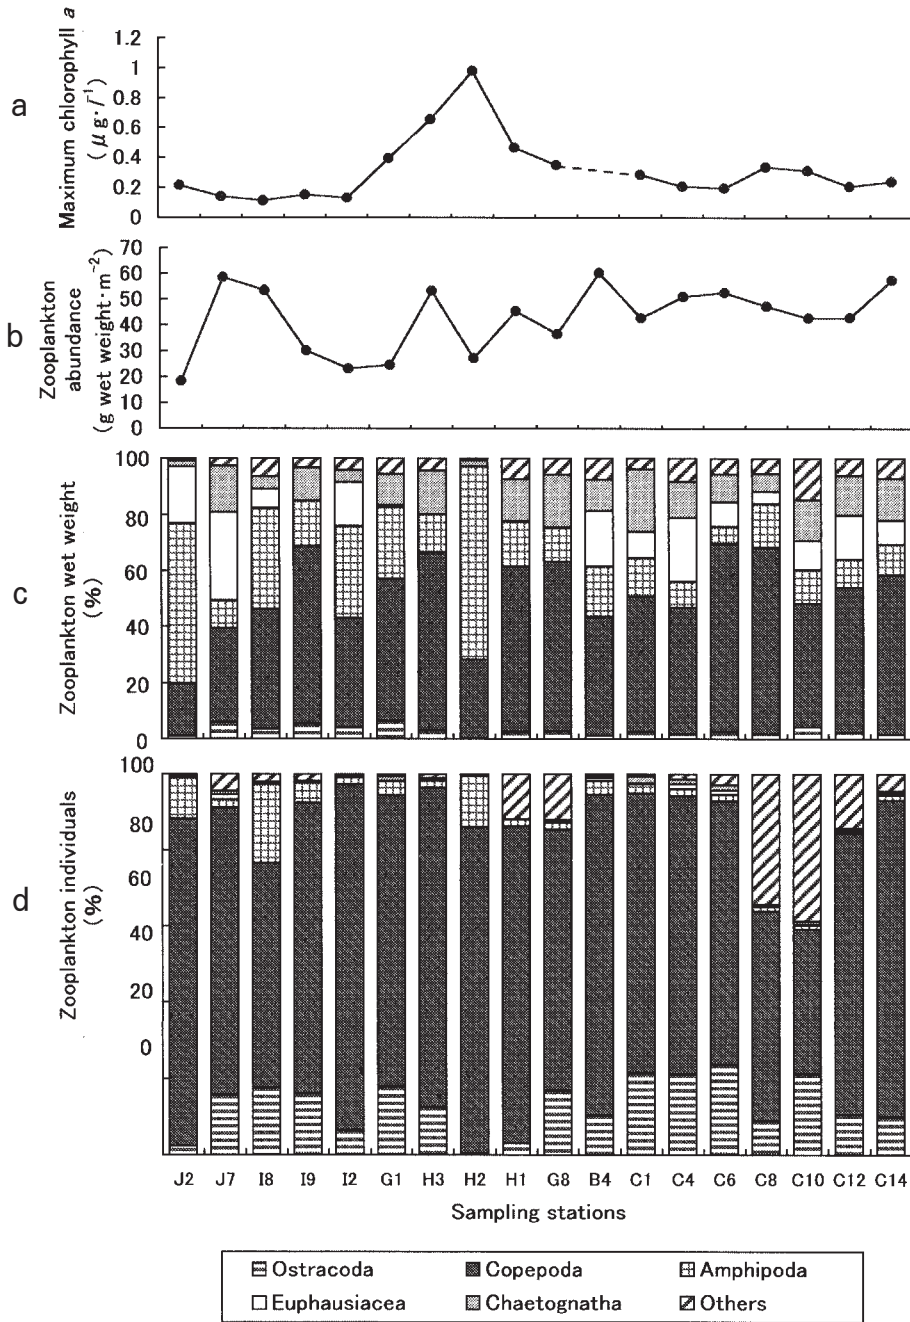 a
Maximum chlorophyll a
(μg·l⁻¹)
1.2
1
0.8
0.6
0.4
0.2
0
b
Zooplankton
abundance
(g wet weight·m⁻²)
70
60
50
40
30
20
10
0
c
Zooplankton wet weight
(%)
100
80
60
40
20
0
d
Zooplankton individuals
(%)
100
80
60
40
20
0
J2 J7 I8 I9 I2 G1 H3 H2 H1 G8 B4 C1 C4 C6 C8 C10 C12 C14
Sampling stations
Ostracoda Copepoda Amphipoda
Euphausiacea Chaetognatha Others